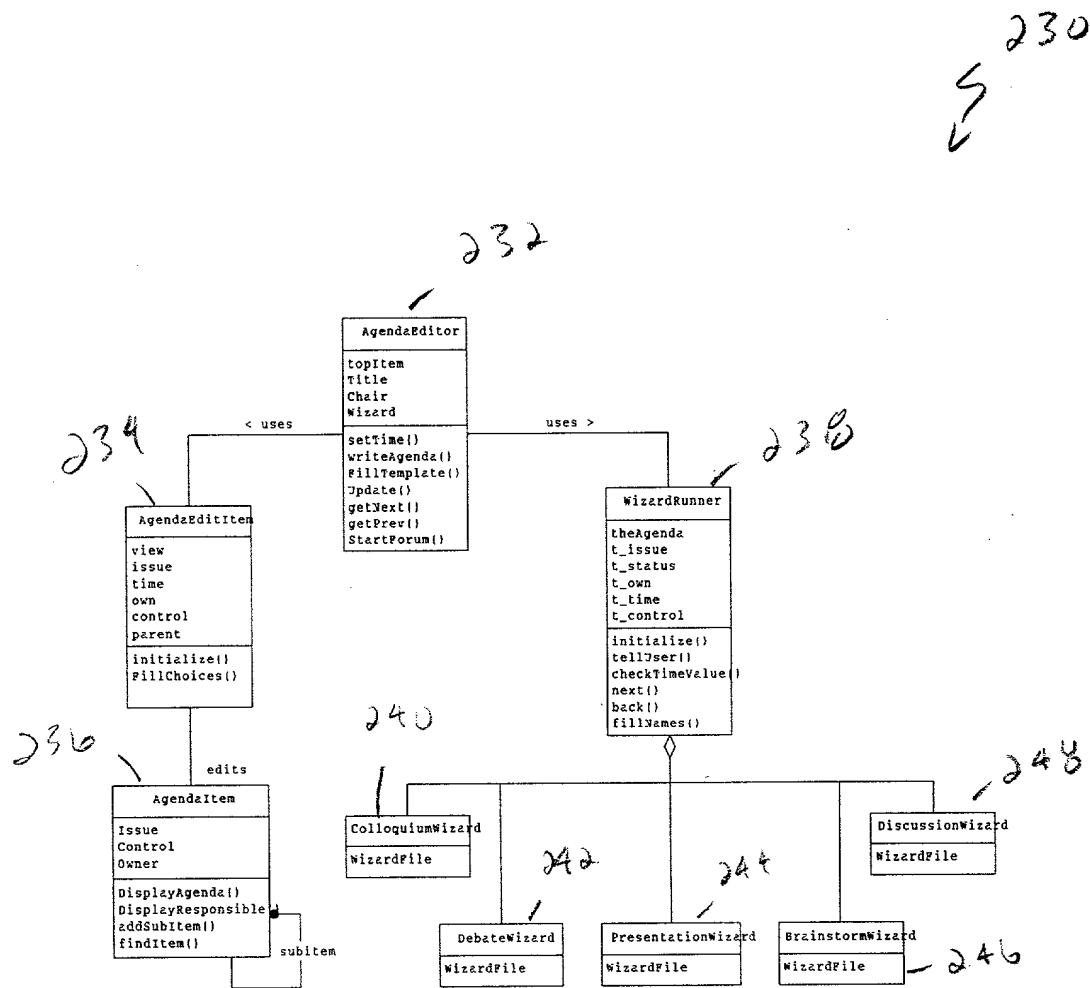 230
232
AgendaEditor
topItem
Title
Chair
Wizard
setTime()
writeAgenda()
FillTemplate()
Update()
getNext()
getPrev()
StartForum()
< uses
uses >
234
AgendaEditItem
view
issue
time
own
control
parent
initialize()
FillChoices()
238
WizardRunner
theAgenda
t_issue
t_status
t_own
t_time
t_control
initialize()
tellUser()
checkTimeValue()
next()
back()
fillNames()
236
edits
AgendaItem
Issue
Control
Owner
DisplayAgenda()
DisplayResponsible
addSubItem()
findItem()
subitem
240
ColloquiumWizard
WizardFile
248
DiscussionWizard
WizardFile
242
DebateWizard
WizardFile
244
PresentationWizard
WizardFile
BrainstormWizard
WizardFile
246